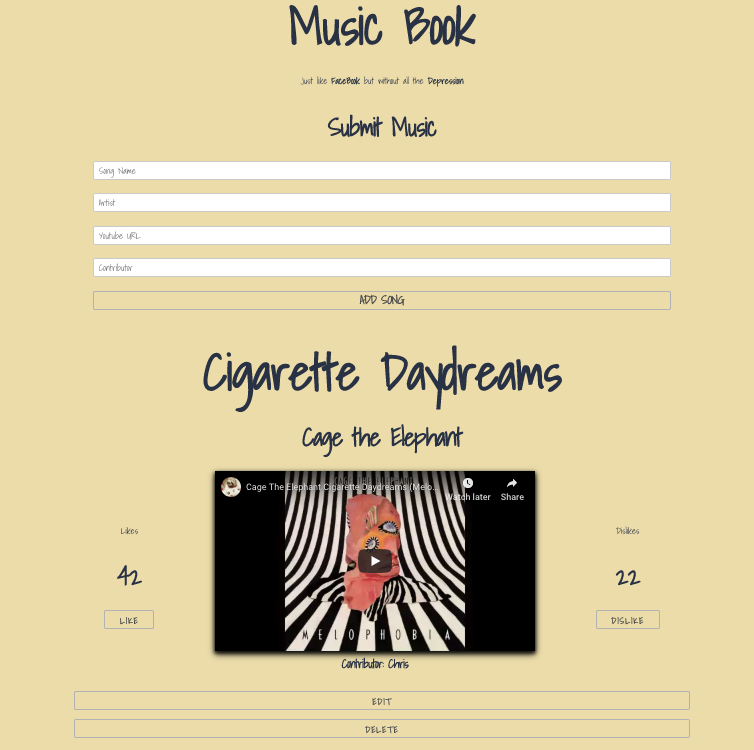 Music Book
Just like FaceBook but without all the Depression
Submit Music
Song Name
Artist
Youtube URL
Contributor
ADD SONG
Cigarette Daydreams
Cage the Elephant
Cage The Elephant Cigarette Daydreams (Melo...
Watch later
Share
Likes
42
LIKE
MELOPHOBIA
Dislikes
22
DISLIKE
Contributor: Chris
EDIT
DELETE